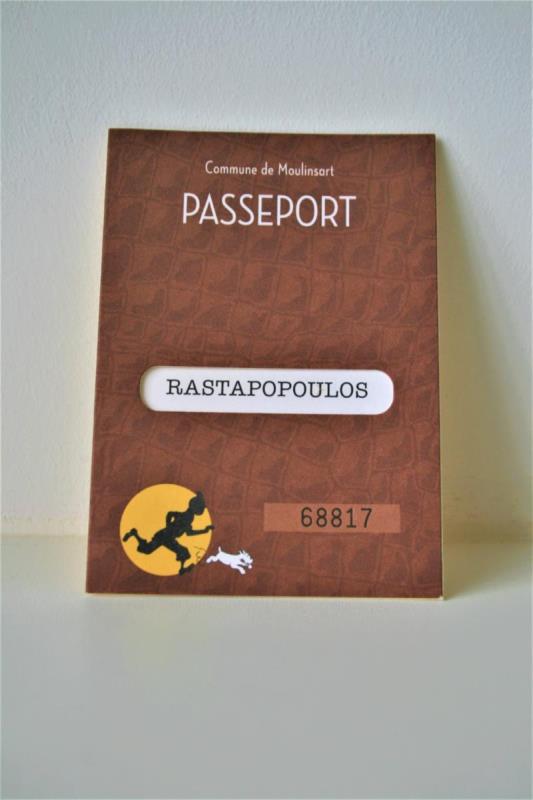 Commune de Moulinsart
PASSEPORT
RASTAPOPOULOS
68817